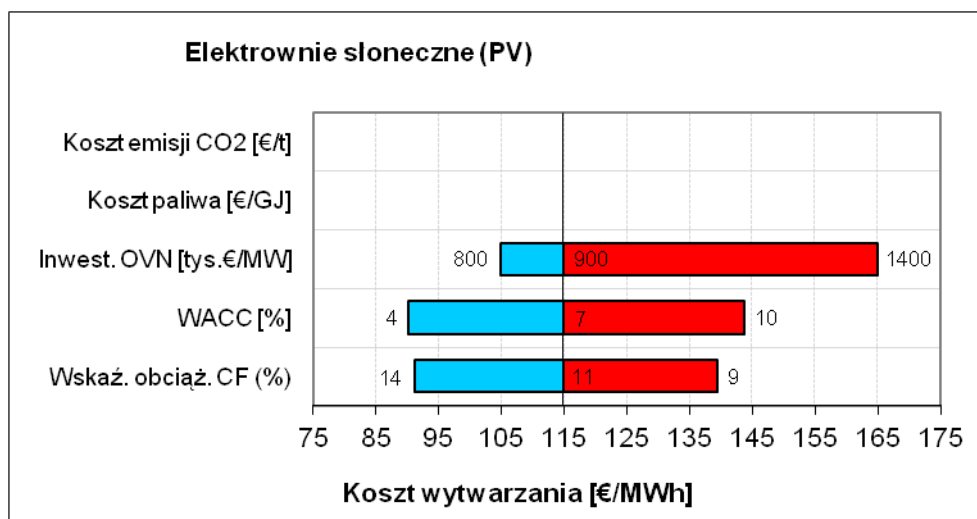 Elektrownie sloneczne (PV)
Koszt emisji CO2 [€/t]
Koszt paliwa [€/GJ]
Inwest. OVN [tys.€/MW]
800 900 1400
WACC [%]
4 7 10
Wskaź. obciąż. CF (%)
14 11 9
75 85 95 105 115 125 135 145 155 165 175
Koszt wytwarzania [€/MWh]